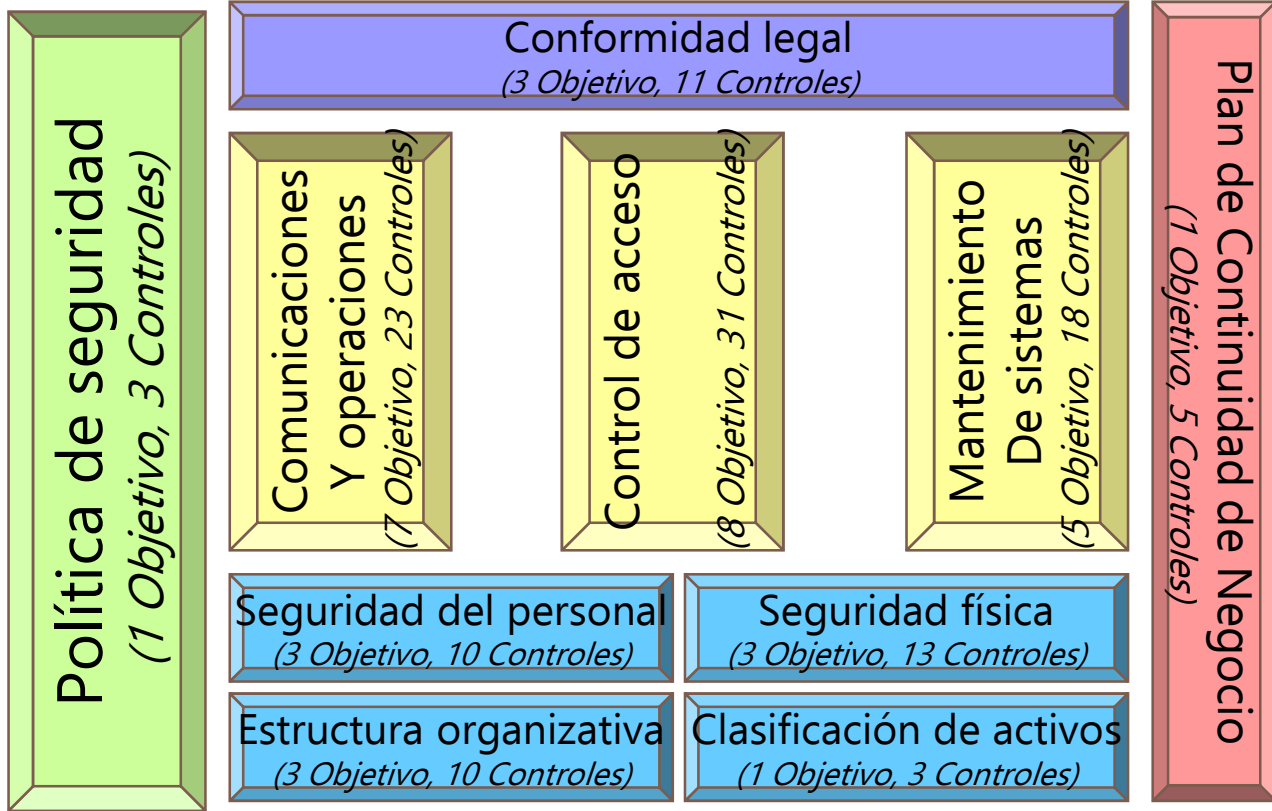 Política de seguridad
(1 Objetivo, 3 Controles)
Conformidad legal
(3 Objetivo, 11 Controles)
Comunicaciones
Y operaciones
(7 Objetivo, 23 Controles)
Control de acceso
(8 Objetivo, 31 Controles)
Mantenimiento
De sistemas
(5 Objetivo, 18 Controles)
Seguridad del personal
(3 Objetivo, 10 Controles)
Seguridad física
(3 Objetivo, 13 Controles)
Estructura organizativa
(3 Objetivo, 10 Controles)
Clasificación de activos
(1 Objetivo, 3 Controles)
Plan de Continuidad de Negocio
(1 Objetivo, 5 Controles)